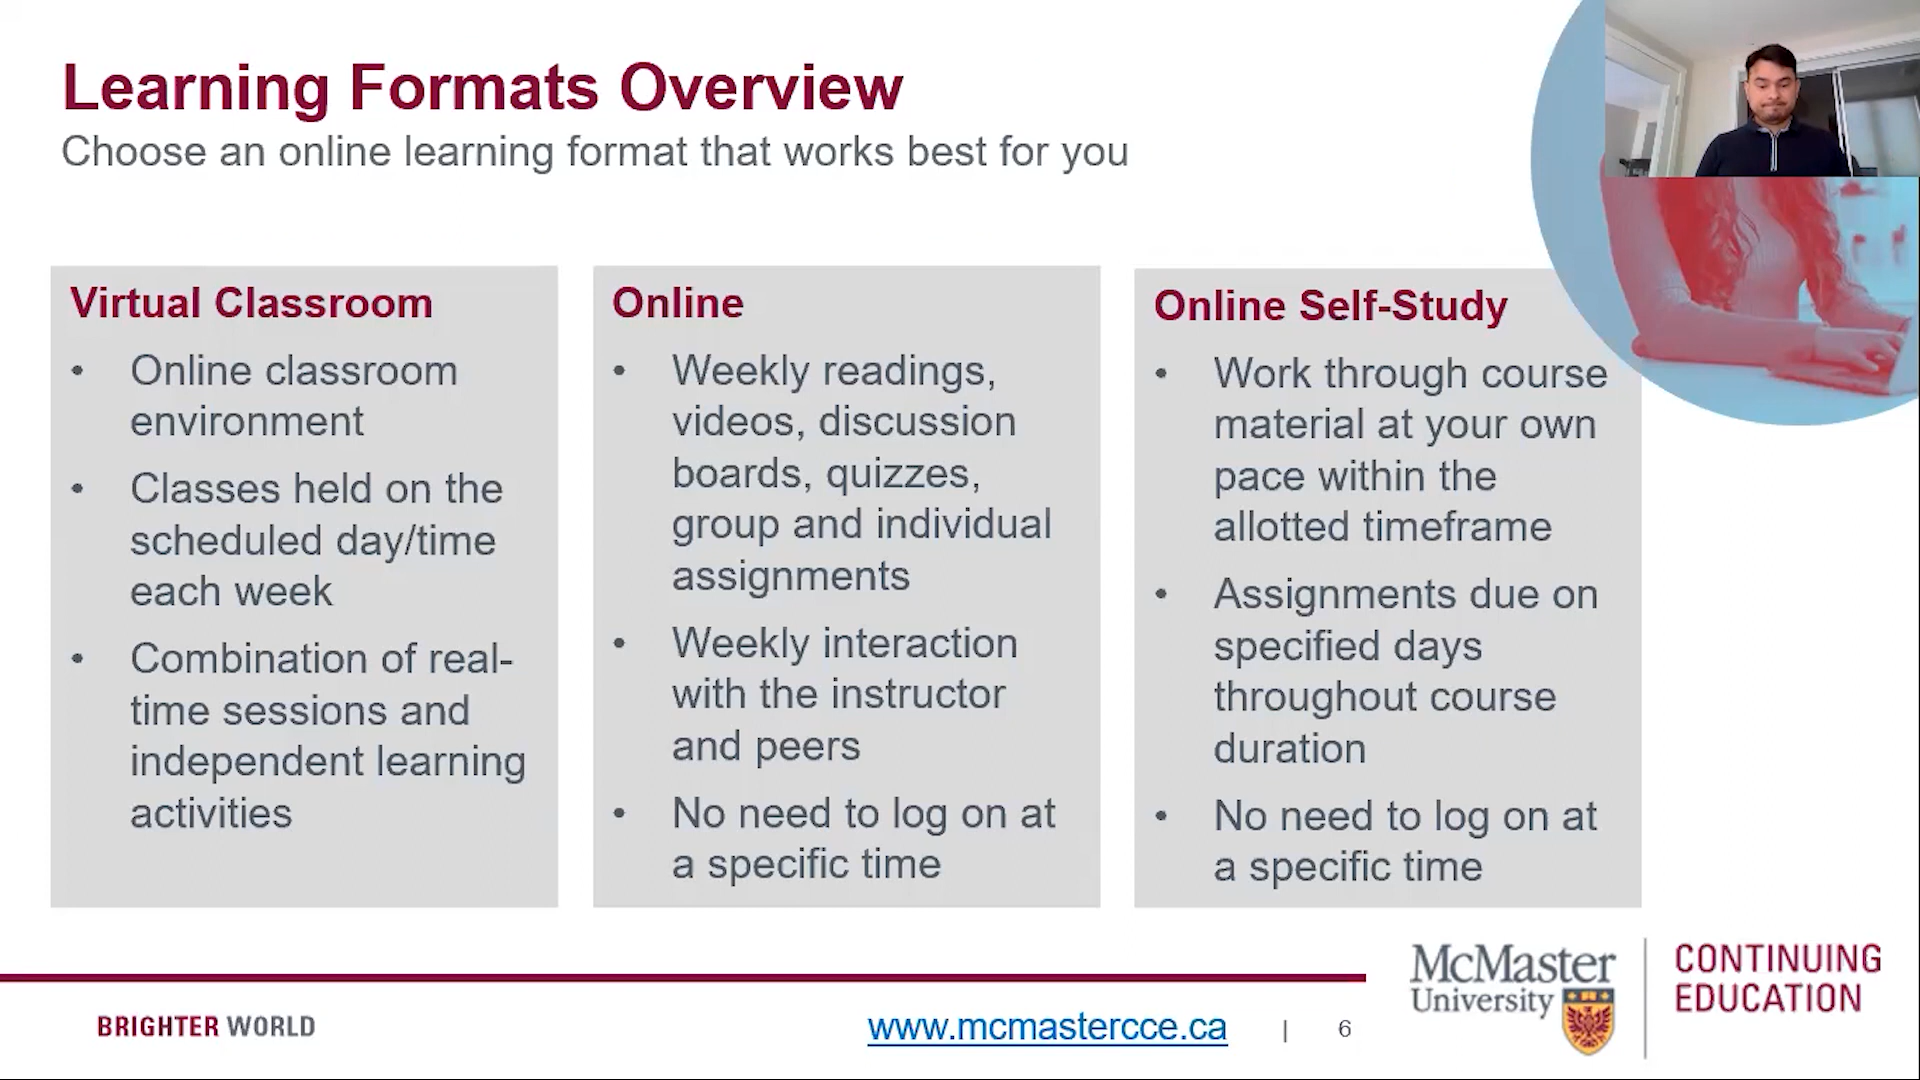 Learning Formats Overview
Choose an online learning format that works best for you
Virtual Classroom
• Online classroom
environment
• Classes held on the
scheduled day/time
each week
• Combination of real-
time sessions and
independent learning
activities
Online
• Weekly readings,
videos, discussion
boards, quizzes,
group and individual
assignments
• Weekly interaction
with the instructor
and peers
• No need to log on at
a specific time
Online Self-Study
• Work through course
material at your own
pace within the
allotted timeframe
• Assignments due on
specified days
throughout course
duration
• No need to log on at
a specific time
BRIGHTER WORLD
www.mcmastercce.ca | 6
McMaster
University
CONTINUING
EDUCATION